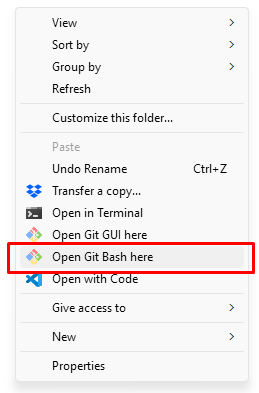 View
Sort by
Group by
Refresh
Customize this folder...
Paste
Undo Rename Ctrl+Z
Transfer a copy...
Open in Terminal
Open Git GUI here
Open Git Bash here
Open with Code
Give access to
New
Properties